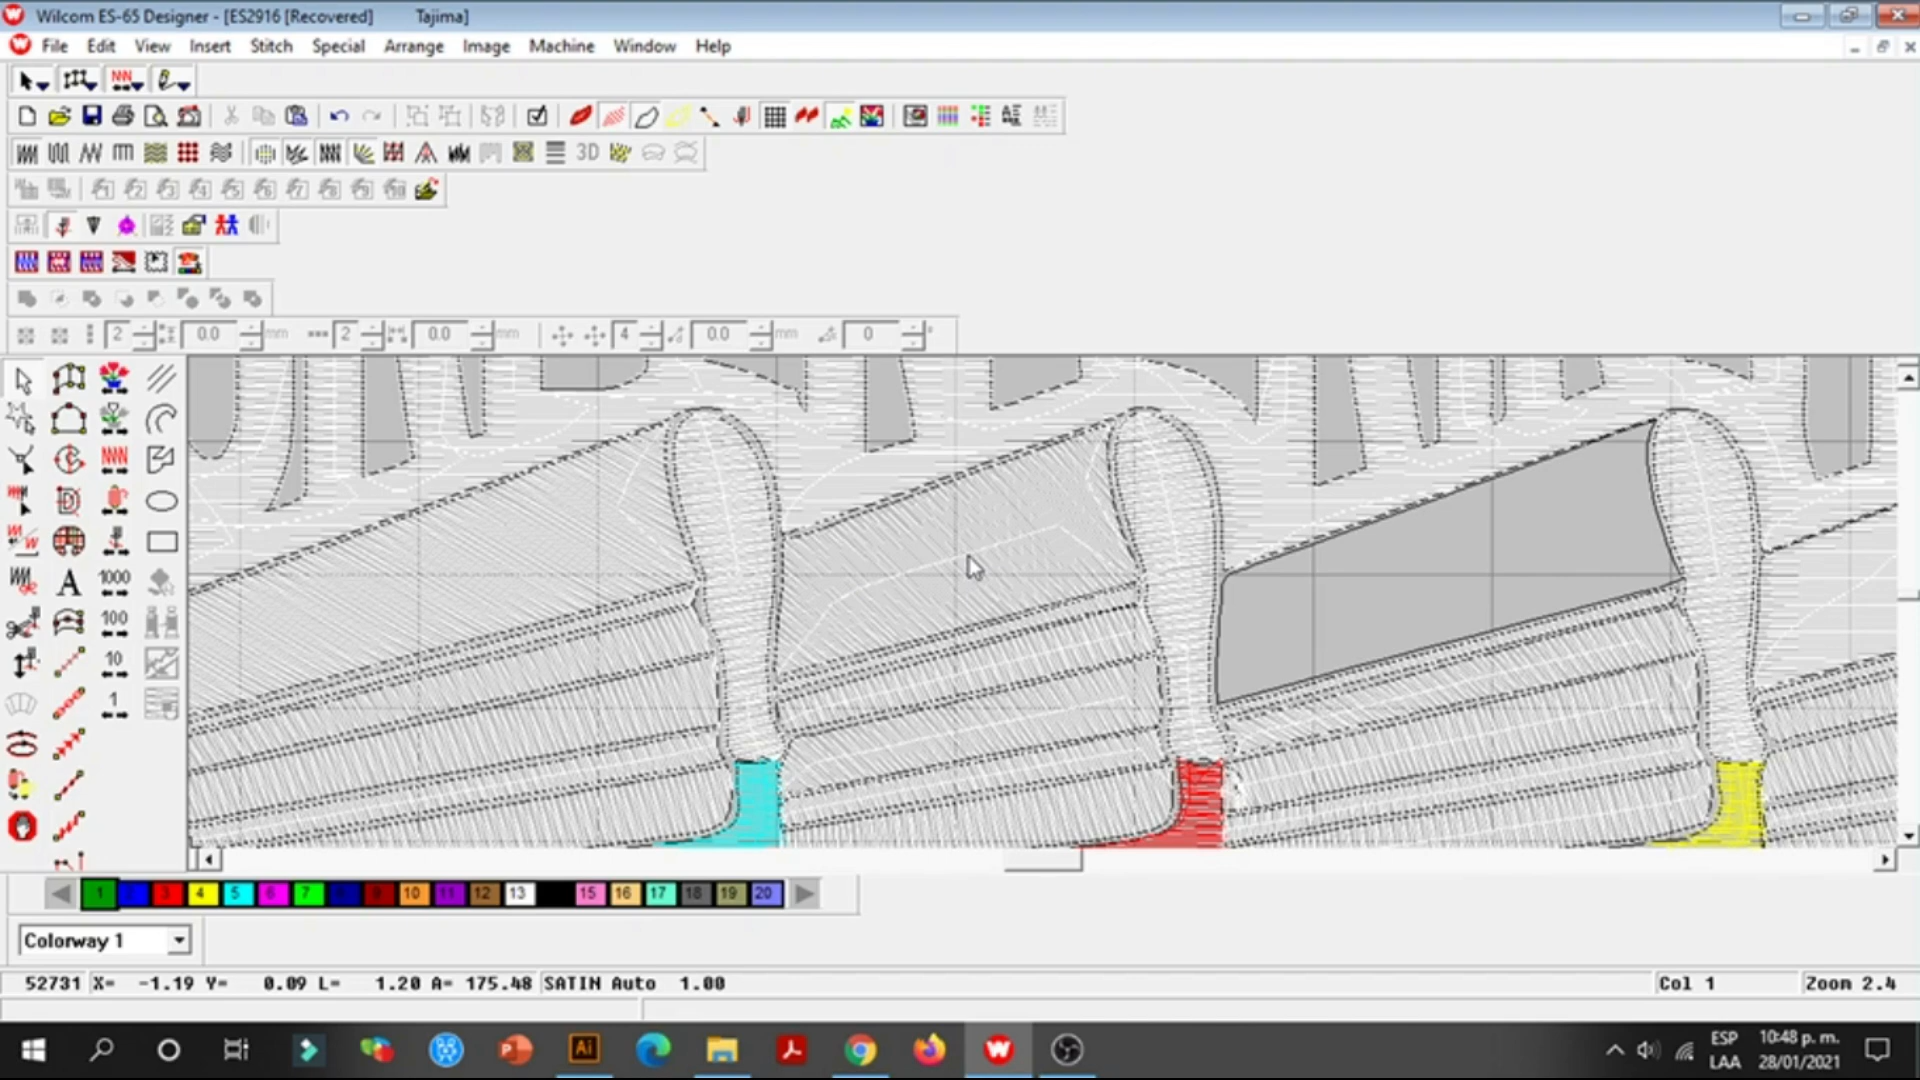 Wilcom ES-65 Designer - [ES2916 [Recovered] Tajima]
File Edit View Insert Stitch Special Arrange Image Machine Window Help
3D
2 0.0 mm 2 0.0 mm 4 0.0 mm 0 °
A 1000
100
10
1
1 3 4 5 6 7 10 11 12 13 15 16 17 18 19 20
Colorway 1
52731 X= -1.19 Y= 0.09 L= 1.20 A= 175.48 SATIN Auto 1.00 Col 1 Zoom 2.4
Ai
ESP 10:48 p. m.
LAA 28/01/2021